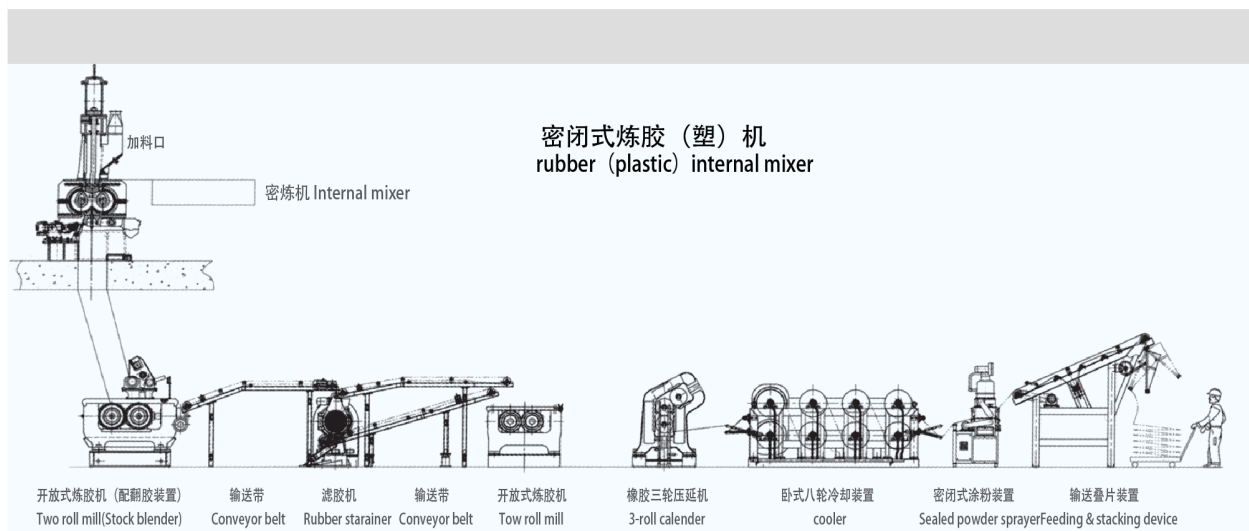 密闭式炼胶（塑）机
rubber（plastic）internal mixer
加料口
密炼机 Internal mixer
开放式炼胶机（配翻胶装置）
Two roll mill(Stock blender)
输送带
Conveyor belt
滤胶机
Rubber starainer
输送带
Conveyor belt
开放式炼胶机
Tow roll mill
橡胶三轮压延机
3-roll calender
卧式八轮冷却装置
cooler
密闭式涂粉装置
Sealed powder sprayer
输送叠片装置
Feeding & stacking device